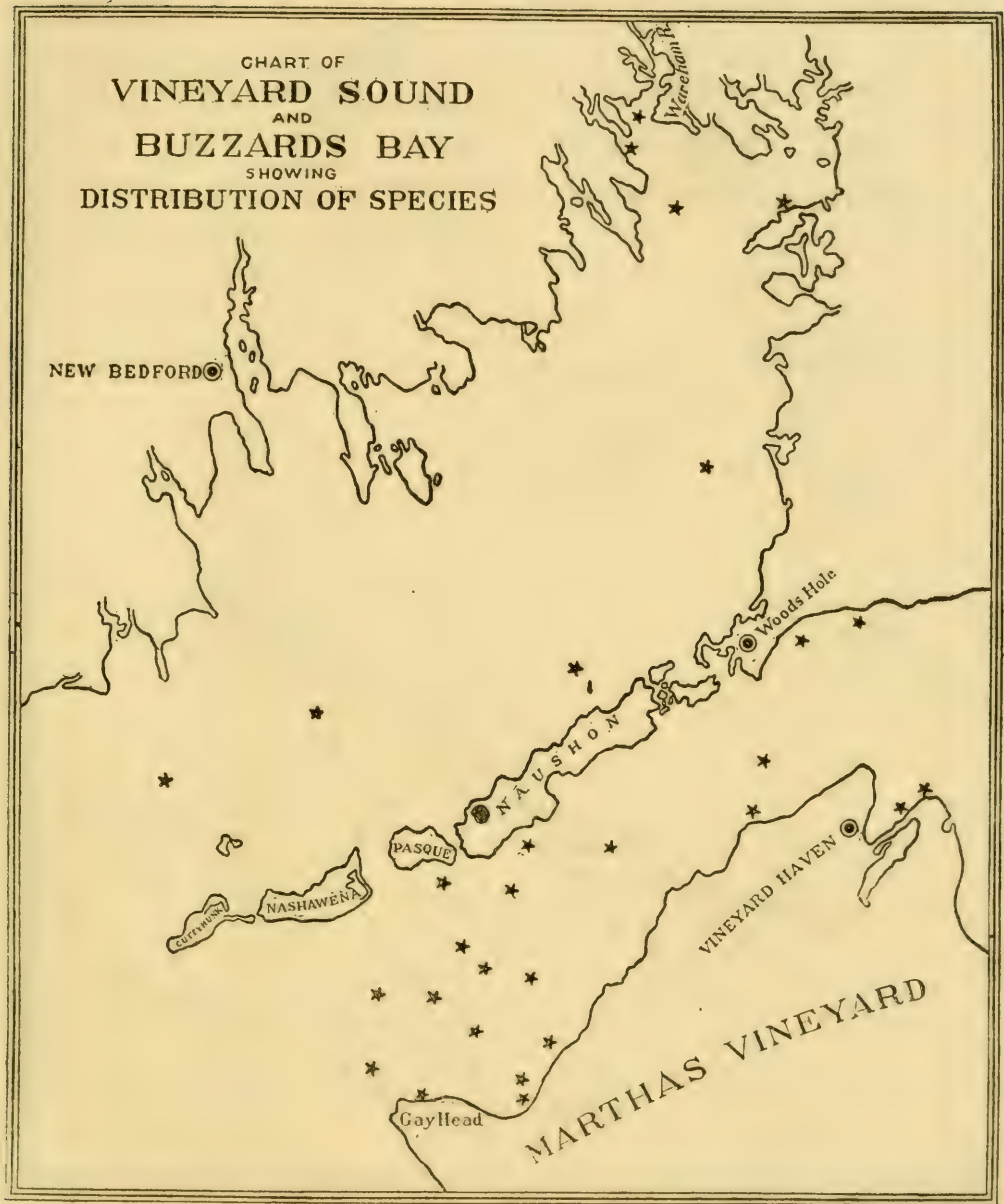 CHART OF
VINEYARD SOUND
AND
BUZZARDS BAY
SHOWING
DISTRIBUTION OF SPECIES
Wareham R.
NEW BEDFORD
Woods Hole
NAUSHON
PASQUE
NASHAWENA
CUTTYHUNK
VINEYARD HAVEN
MARTHAS VINEYARD
Gay Head